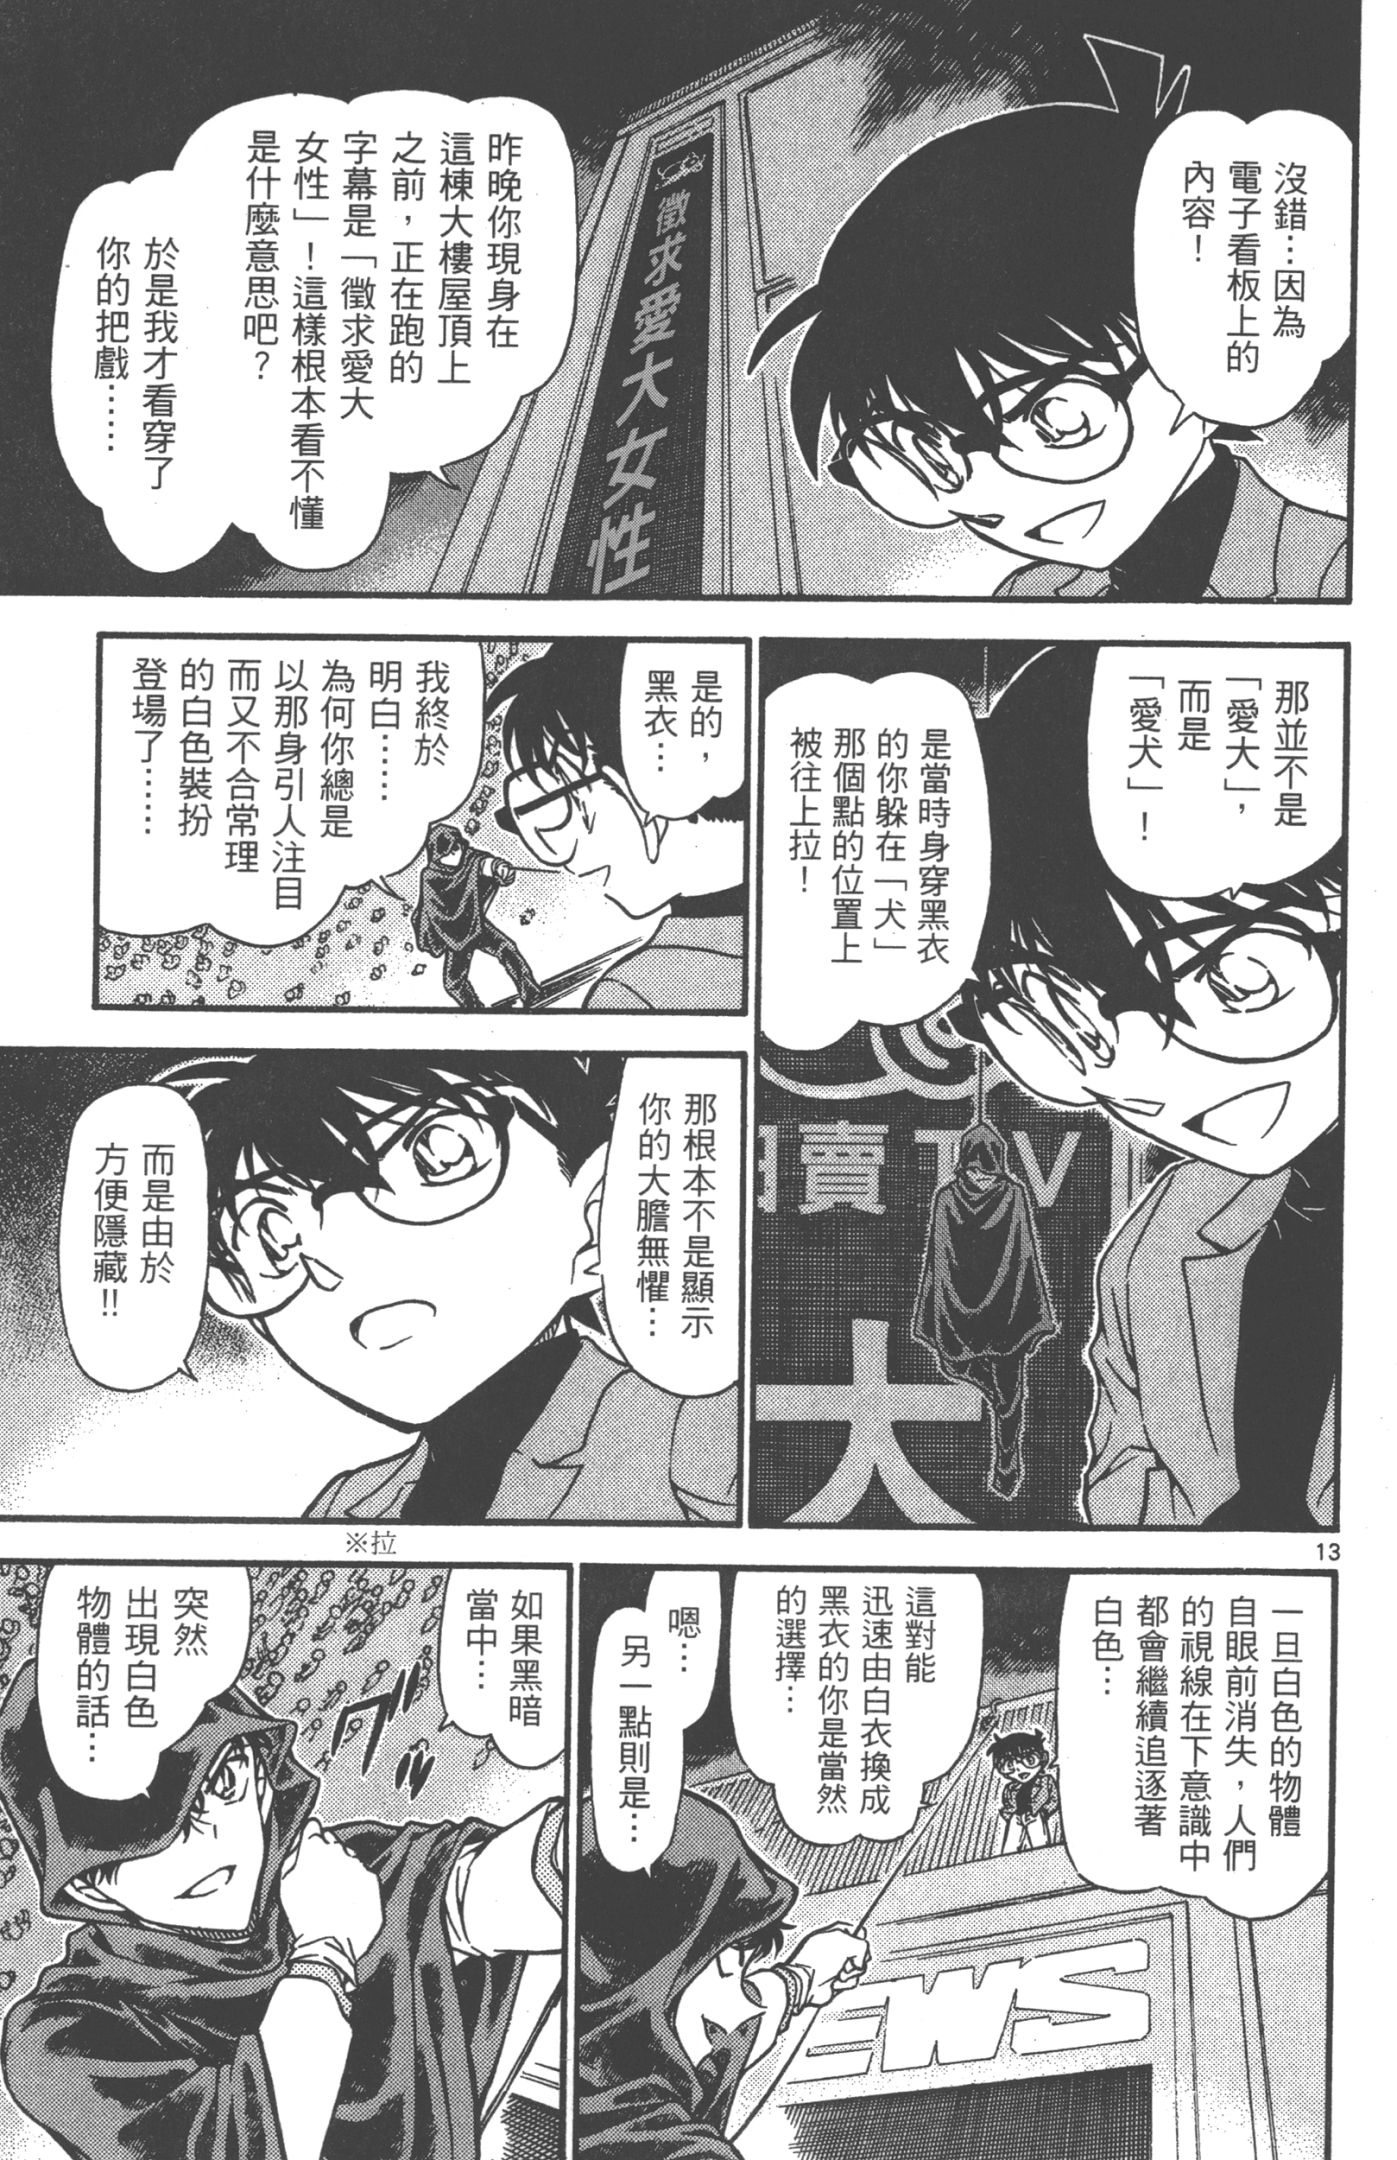 沒錯…因為
電子看板上的
內容!
昨晚你現身在
這棟大樓屋頂上
之前，正在跑的
字幕是「徵求愛大
女性」!這樣根本看不懂
是什麼意思吧?
於是我才看穿了
你的把戲……
徵求愛大女性
那並不是
「愛大」，
而是
「愛犬」!
是當時身穿黑衣
的你躲在「犬」
那個點的位置上
被往上拉!
賣TV
大
是的，
黑衣…
我終於
明白……
為何你總是
以那身引人注目
而又不合常理
的白色裝扮
登場了……
那根本不是顯示
你的大膽無懼…
而是由於
方便隱藏!!
※拉
13
一旦白色的物體
自眼前消失，人們
的視線在下意識中
都會繼續追逐著
白色…
這對能
迅速由白衣換成
黑衣的你是當然
的選擇…
嗯…
另一點則是…
EWS
如果黑暗
當中…
突然
出現白色
物體的話…
グッ